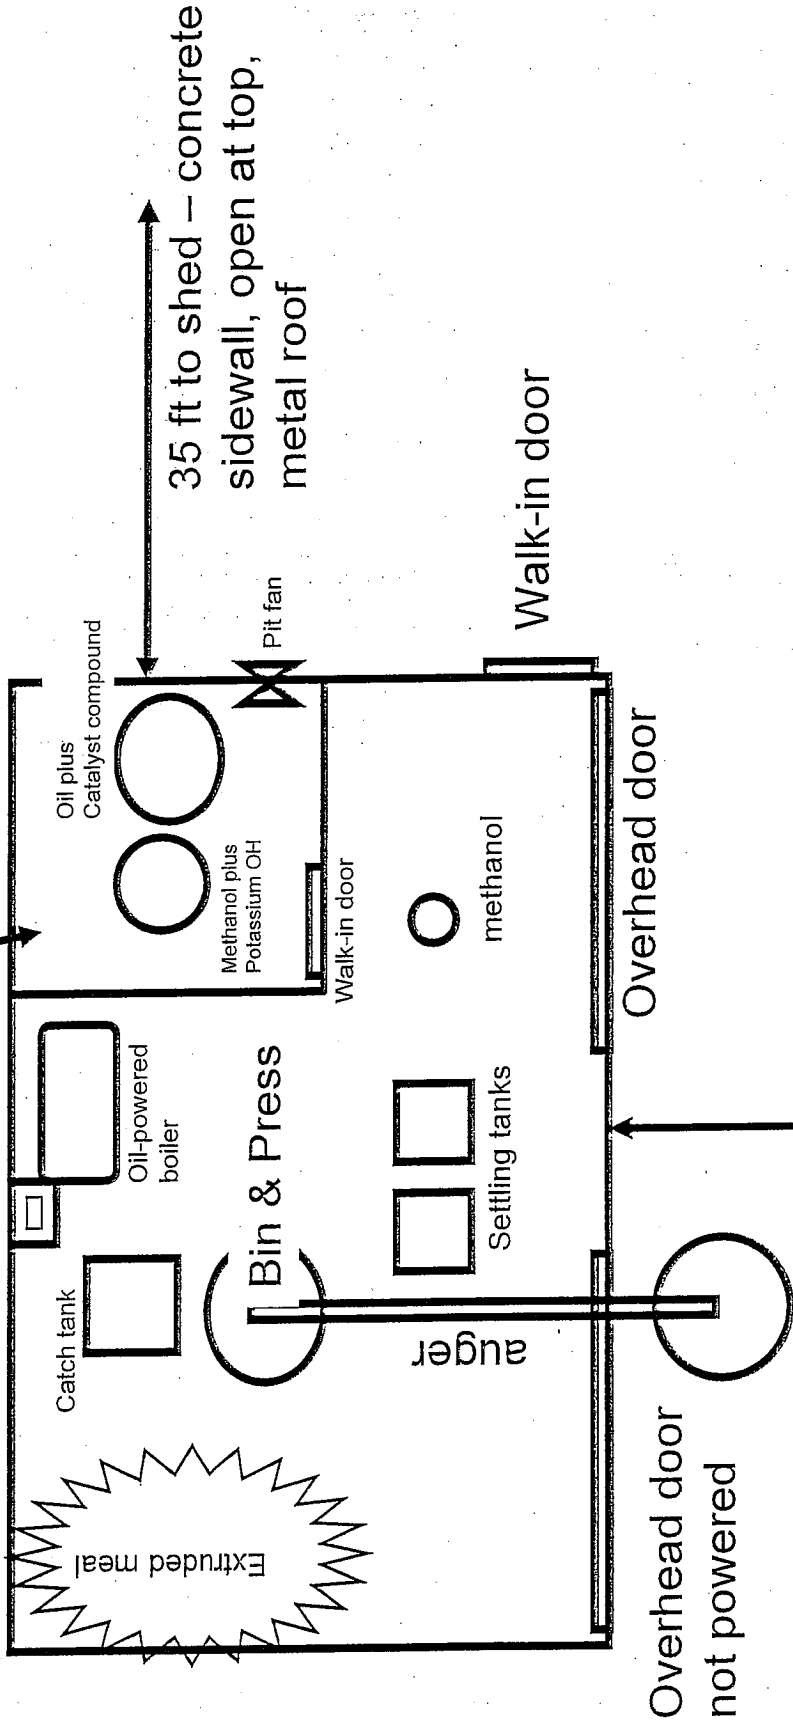 35 ft to shed – concrete
sidewall, open at top,
metal roof
Oil plus
Catalyst compound
Pit fan
Walk-in door
Methanol plus
Potassium OH
Walk-in door
methanol
Overhead door
Oil-powered
boiler
Bin & Press
Settling tanks
Catch tank
auger
Extruded meal
Overhead door
not powered